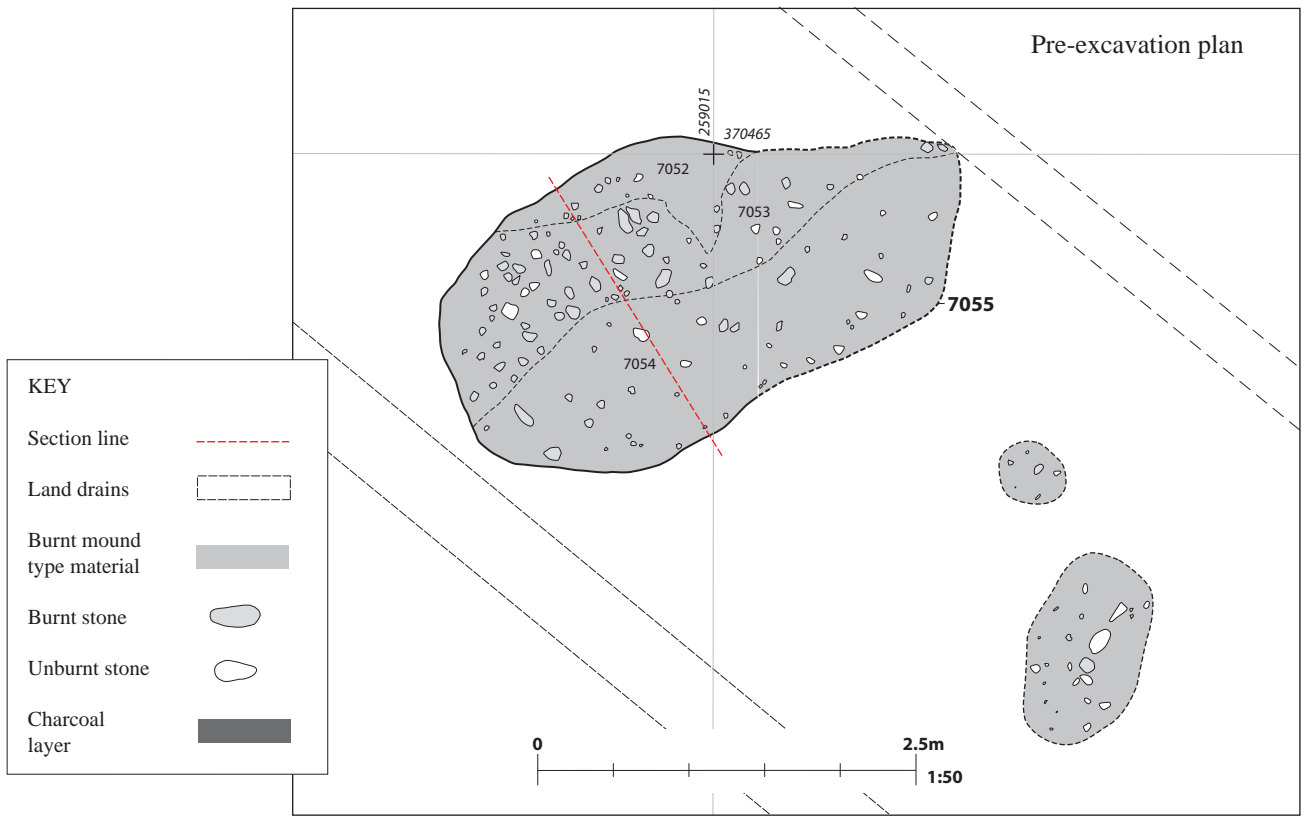 Pre-excavation plan
259015
370465
7052
7053
7055
7054
KEY
Section line
Land drains
Burnt mound
type material
Burnt stone
Unburnt stone
Charcoal
layer
0
2.5m
1:50